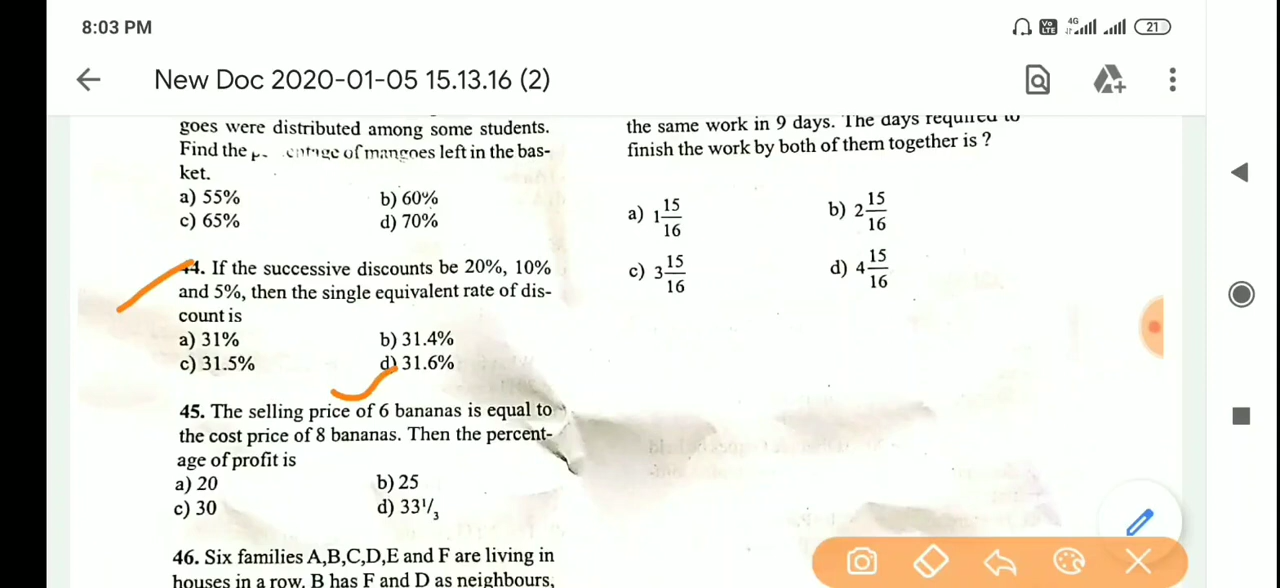 8:03 PM
4G
Vo
LTE
21
New Doc 2020-01-05 15.13.16 (2)
goes were distributed among some students.
Find the of mangoes left in the bas-
ket.
a) 55% b) 60%
c) 65% d) 70%
44. If the successive discounts be 20%, 10%
and 5%, then the single equivalent rate of dis-
count is
a) 31% b) 31.4%
c) 31.5% d) 31.6%
45. The selling price of 6 bananas is equal to
the cost price of 8 bananas. Then the percent-
age of profit is
a) 20 b) 25
c) 30 d) 33¹/₃
46. Six families A,B,C,D,E and F are living in
houses in a row. B has F and D as neighbours,
the same work in 9 days. The days required to
finish the work by both of them together is ?
a) 1 15/16 b) 2 15/16
c) 3 15/16 d) 4 15/16